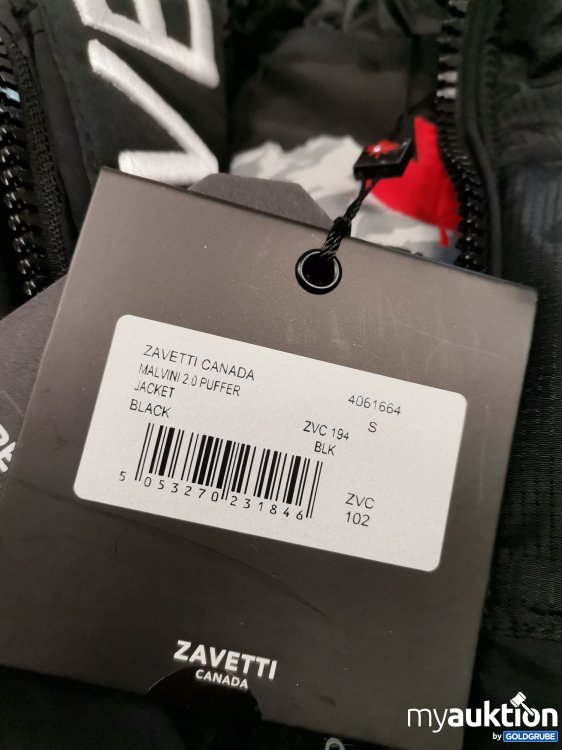 VE
ZAVETTI CANADA
MALVINI 2.0 PUFFER
JACKET
BLACK
4061664
S
ZVC 194
BLK
5 053270 231846
ZVC
102
ZAVETTI
CANADA
myauktion
by GOLDGRUBE